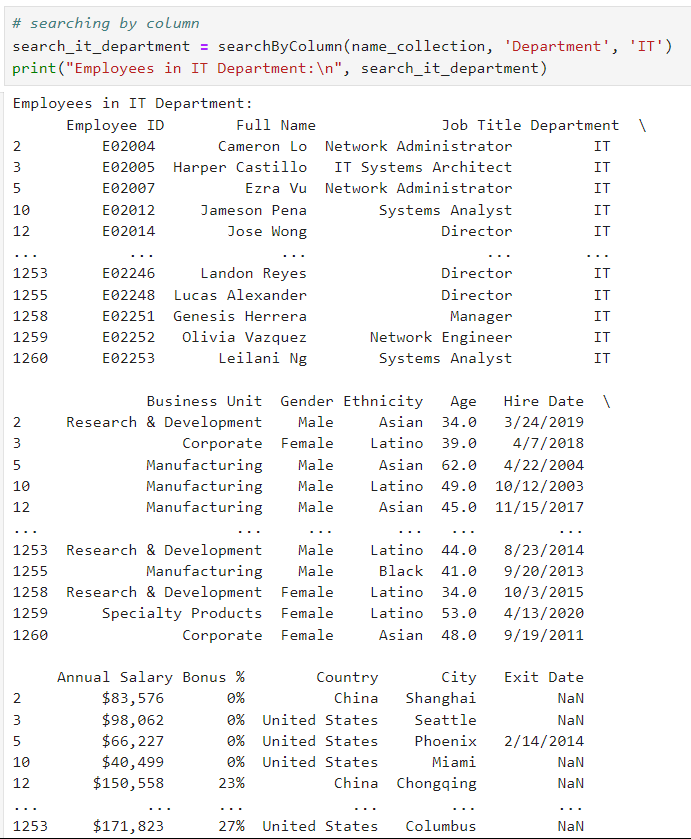 # searching by column
search_it_department = searchByColumn(name_collection, 'Department', 'IT')
print("Employees in IT Department:\n", search_it_department)
Employees in IT Department:
      Employee ID        Full Name              Job Title Department  \
2          E02004       Cameron Lo  Network Administrator         IT
3          E02005  Harper Castillo   IT Systems Architect         IT
5          E02007          Ezra Vu  Network Administrator         IT
10         E02012     Jameson Pena        Systems Analyst         IT
12         E02014        Jose Wong               Director         IT
...           ...              ...                    ...        ...
1253       E02246     Landon Reyes               Director         IT
1255       E02248  Lucas Alexander               Director         IT
1258       E02251  Genesis Herrera                Manager         IT
1259       E02252   Olivia Vazquez       Network Engineer         IT
1260       E02253       Leilani Ng        Systems Analyst         IT
               Business Unit  Gender Ethnicity   Age   Hire Date  \
2     Research & Development    Male     Asian  34.0   3/24/2019
3                  Corporate  Female    Latino  39.0    4/7/2018
5              Manufacturing    Male     Asian  62.0   4/22/2004
10             Manufacturing    Male    Latino  49.0  10/12/2003
12             Manufacturing    Male     Asian  45.0  11/15/2017
...                      ...     ...       ...   ...         ...
1253  Research & Development    Male    Latino  44.0   8/23/2014
1255           Manufacturing    Male     Black  41.0   9/20/2013
1258  Research & Development  Female    Latino  34.0   10/3/2015
1259      Specialty Products  Female    Latino  53.0   4/13/2020
1260               Corporate  Female     Asian  48.0   9/19/2011
     Annual Salary Bonus %        Country       City   Exit Date
2          $83,576      0%          China   Shanghai         NaN
3          $98,062      0%  United States    Seattle         NaN
5          $66,227      0%  United States    Phoenix   2/14/2014
10         $40,499      0%  United States      Miami         NaN
12        $150,558     23%          China  Chongqing         NaN
...            ...     ...            ...        ...         ...
1253      $171,823     27%  United States   Columbus         NaN